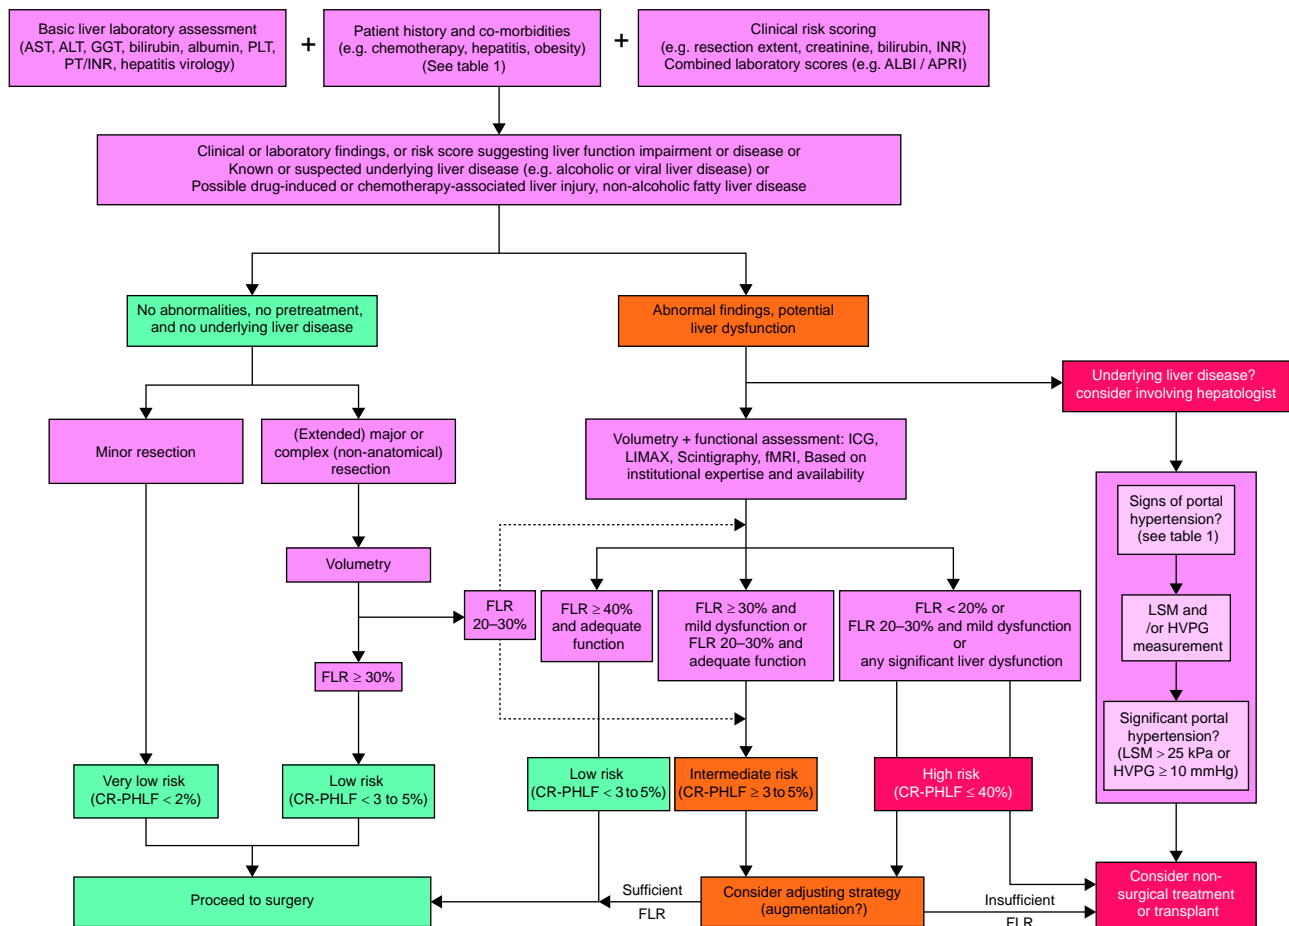 Basic liver laboratory assessment
(AST, ALT, GGT, bilirubin, albumin, PLT,
PT/INR, hepatitis virology)
+
Patient history and co-morbidities
(e.g. chemotherapy, hepatitis, obesity)
(See table 1)
+
Clinical risk scoring
(e.g. resection extent, creatinine, bilirubin, INR)
Combined laboratory scores (e.g. ALBI / APRI)
Clinical or laboratory findings, or risk score suggesting liver function impairment or disease or
Known or suspected underlying liver disease (e.g. alcoholic or viral liver disease) or
Possible drug-induced or chemotherapy-associated liver injury, non-alcoholic fatty liver disease
No abnormalities, no pretreatment,
and no underlying liver disease
Abnormal findings, potential
liver dysfunction
Underlying liver disease?
consider involving hepatologist
Minor resection
(Extended) major or
complex (non-anatomical)
resection
Volumetry + functional assessment: ICG,
LIMAX, Scintigraphy, fMRI, Based on
institutional expertise and availability
Signs of portal
hypertension?
(see table 1)
Volumetry
FLR
20–30%
FLR ≥ 40%
and adequate
function
FLR ≥ 30% and
mild dysfunction or
FLR 20–30% and
adequate function
FLR < 20% or
FLR 20–30% and mild dysfunction
or
any significant liver dysfunction
LSM and
/or HVPG
measurement
FLR ≥ 30%
Significant portal
hypertension?
(LSM > 25 kPa or
HVPG ≥ 10 mmHg)
Very low risk
(CR-PHLF < 2%)
Low risk
(CR-PHLF < 3 to 5%)
Low risk
(CR-PHLF < 3 to 5%)
Intermediate risk
(CR-PHLF ≥ 3 to 5%)
High risk
(CR-PHLF ≤ 40%)
Proceed to surgery
Sufficient
FLR
Consider adjusting strategy
(augmentation?)
Insufficient
FLR
Consider non-
surgical treatment
or transplant